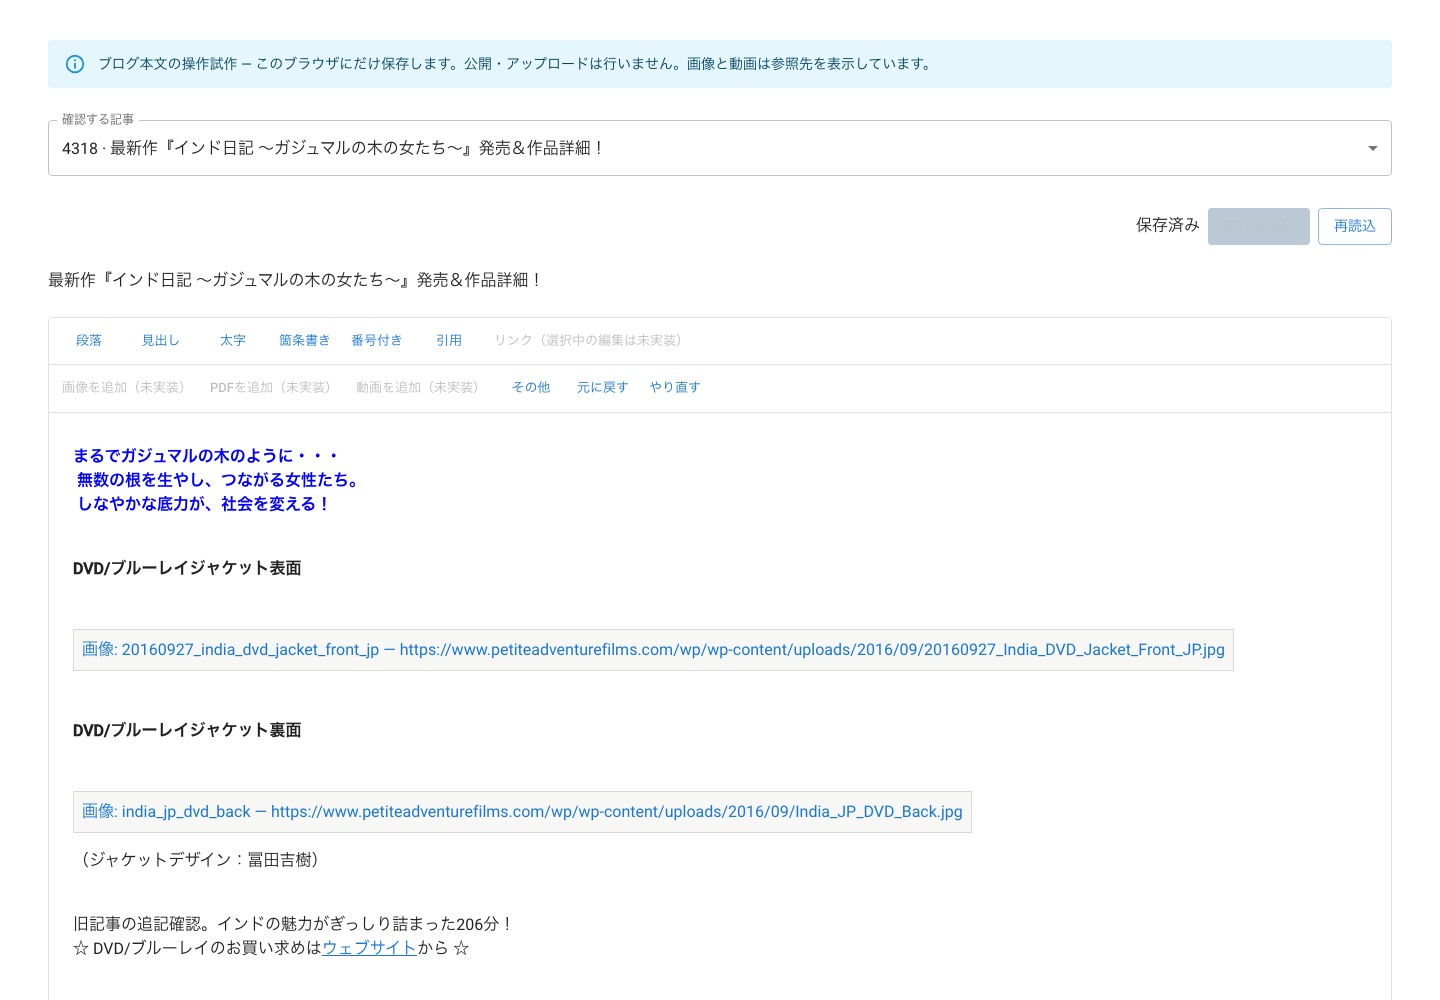 ブログ本文の操作試作 — このブラウザにだけ保存します。公開・アップロードは行いません。画像と動画は参照先を表示しています。
確認する記事
4318 · 最新作『インド日記 〜ガジュマルの木の女たち〜』発売＆作品詳細！
保存済み
再読込
最新作『インド日記 〜ガジュマルの木の女たち〜』発売＆作品詳細！
段落 見出し 太字 箇条書き 番号付き 引用 リンク（選択中の編集は未実装）
画像を追加（未実装） PDFを追加（未実装） 動画を追加（未実装） その他 元に戻す やり直す
まるでガジュマルの木のように・・・
無数の根を生やし、つながる女性たち。
しなやかな底力が、社会を変える！
DVD/ブルーレイジャケット表面
画像: 20160927_india_dvd_jacket_front_jp — https://www.petiteadventurefilms.com/wp/wp-content/uploads/2016/09/20160927_India_DVD_Jacket_Front_JP.jpg
DVD/ブルーレイジャケット裏面
画像: india_jp_dvd_back — https://www.petiteadventurefilms.com/wp/wp-content/uploads/2016/09/India_JP_DVD_Back.jpg
（ジャケットデザイン：冨田吉樹）
旧記事の追記確認。インドの魅力がぎっしり詰まった206分！
☆ DVD/ブルーレイのお買い求めはウェブサイトから ☆